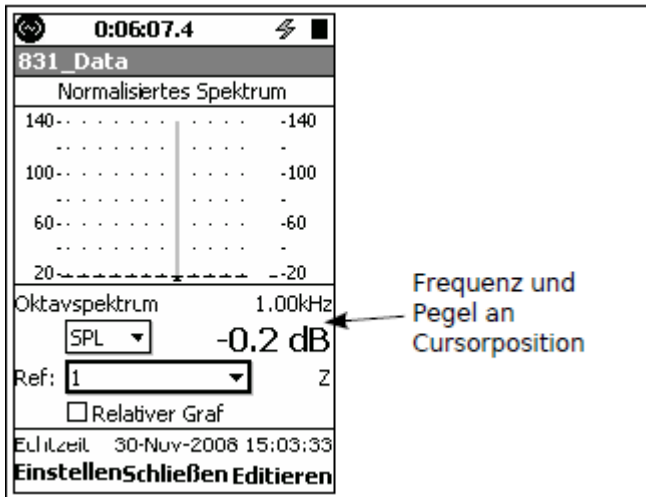 0:06:07.4
831_Data
Normalisiertes Spektrum
140 -140
100 -100
60 -60
20 -20
Oktavspektrum 1.00kHz
SPL -0.2 dB
Ref: 1 Z
Relativer Graf
Echtzeit 30-Nov-2008 15:03:33
Einstellen Schließen Editieren
Frequenz und
Pegel an
Cursorposition